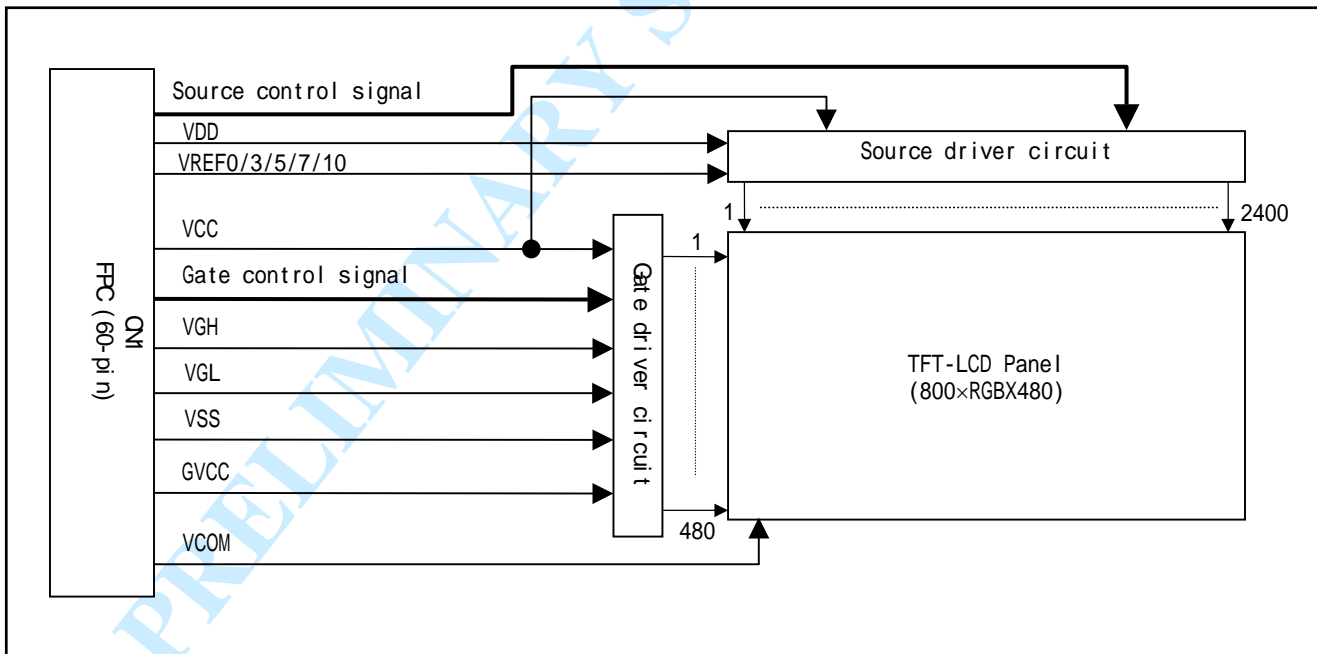 PRELIMINARY S
Source control signal
VDD
VREF0/3/5/7/10
VCC
Gate control signal
VGH
VGL
VSS
GVCC
VCOM
CN1
FPC (60-pin)
Source driver circuit
1
2400
Gate driver circuit
1
480
TFT-LCD Panel
(800×RGBX480)